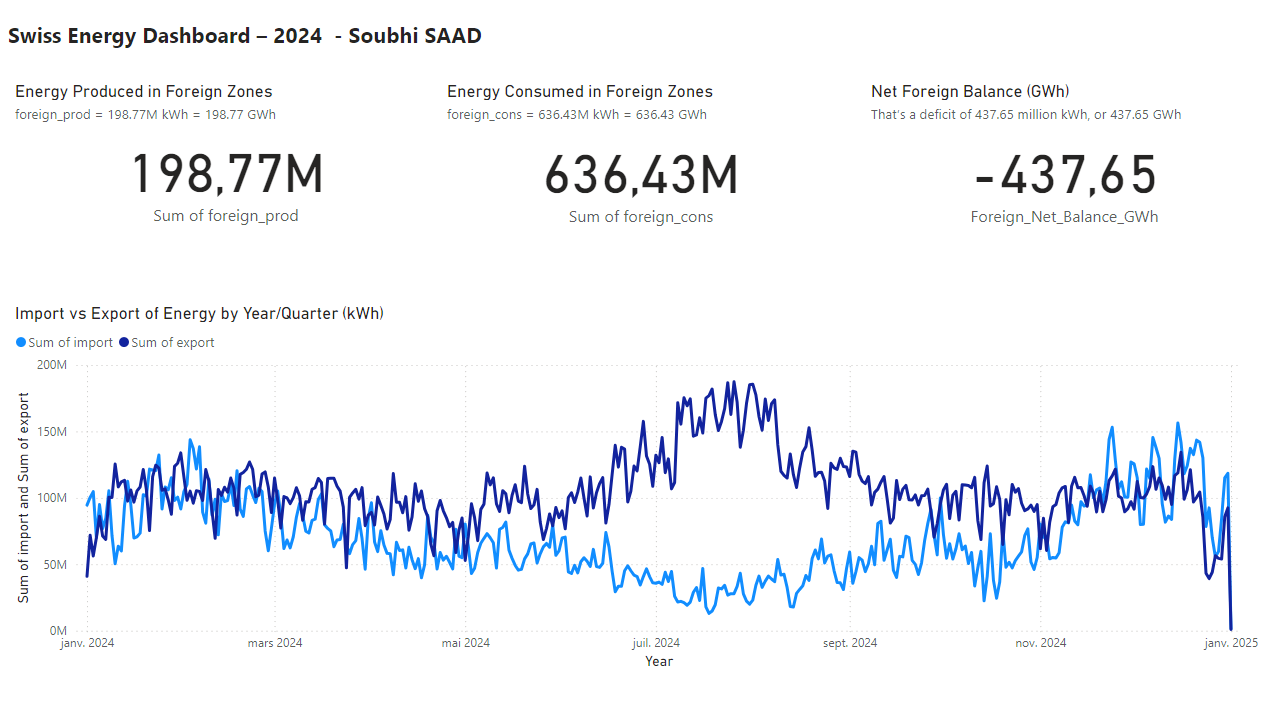 Swiss Energy Dashboard – 2024 - Soubhi SAAD
Energy Produced in Foreign Zones
foreign_prod = 198.77M kWh = 198.77 GWh
198,77M
Sum of foreign_prod
Energy Consumed in Foreign Zones
foreign_cons = 636.43M kWh = 636.43 GWh
636,43M
Sum of foreign_cons
Net Foreign Balance (GWh)
That's a deficit of 437.65 million kWh, or 437.65 GWh
-437,65
Foreign_Net_Balance_GWh
Import vs Export of Energy by Year/Quarter (kWh)
Sum of import Sum of export
Sum of import and Sum of export
200M
150M
100M
50M
0M
janv. 2024 mars 2024 mai 2024 juil. 2024 sept. 2024 nov. 2024 janv. 2025
Year